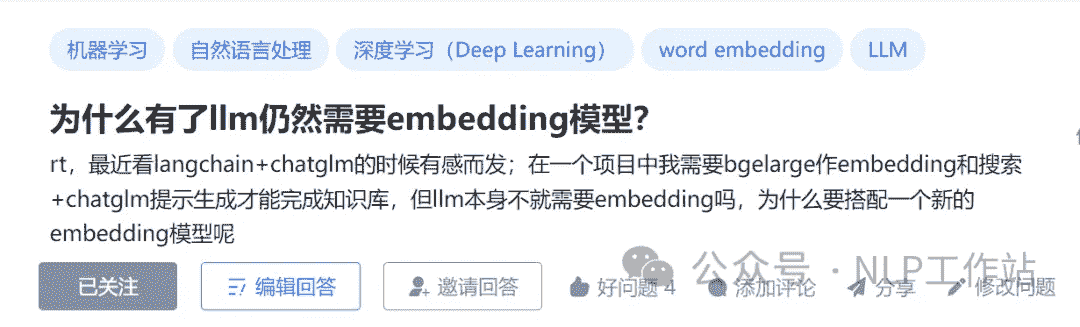 机器学习 自然语言处理 深度学习（Deep Learning） word embedding LLM
为什么有了llm仍然需要embedding模型？
rt，最近看langchain+chatglm的时候有感而发；在一个项目中我需要bgelarge作embedding和搜索
+chatglm提示生成才能完成知识库，但llm本身不就需要embedding吗，为什么要搭配一个新的
embedding模型呢
已关注 编辑回答 邀请回答 好问题 4 添加评论 分享 修改问题
公众号 · NLP工作站